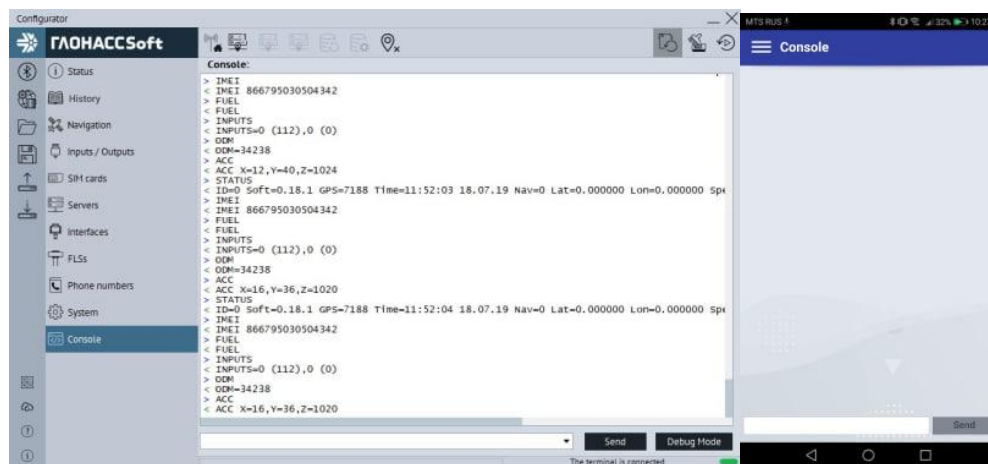 Configurator
ГЛОНАССSoft
Status
History
Navigation
Inputs / Outputs
SIM cards
Servers
Interfaces
FLSs
Phone numbers
System
Console
Console:
> IMEI
< IMEI 866795030504342
> FUEL
< FUEL
> INPUTS
< INPUTS=0 (112),0 (0)
> ODM
< ODM=34238
> ACC
< ACC X=12,Y=40,Z=1024
> STATUS
< ID=0 Soft=0.18.1 GPS=7188 Time=11:52:03 18.07.19 Nav=0 Lat=0.000000 Lon=0.000000 Spe
> IMEI
< IMEI 866795030504342
> FUEL
< FUEL
> INPUTS
< INPUTS=0 (112),0 (0)
> ODM
< ODM=34238
> ACC
< ACC X=16,Y=36,Z=1020
> STATUS
< ID=0 Soft=0.18.1 GPS=7188 Time=11:52:04 18.07.19 Nav=0 Lat=0.000000 Lon=0.000000 Spe
> IMEI
< IMEI 866795030504342
> FUEL
< FUEL
> INPUTS
< INPUTS=0 (112),0 (0)
> ODM
< ODM=34238
> ACC
< ACC X=16,Y=36,Z=1020
Send
Debug Mode
The terminal is connected
MTS RUS
32%
Console
Send